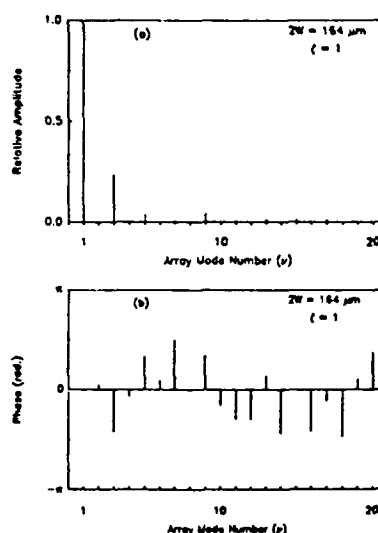 1.0
(a)
2W = 164 μm
ζ = 1
Relative Amplitude
0.5
0.0
1
10
20
Array Mode Number (ν)
π
(b)
2W = 164 μm
ζ = 1
Phase (rad.)
0
-π
1
10
20
Array Mode Number (ν)